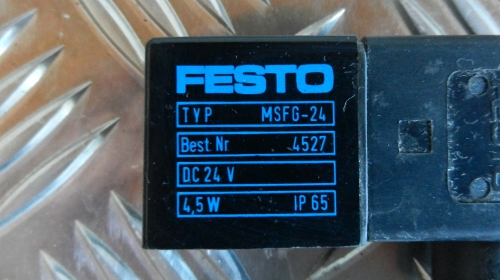 FESTO
TYP MSFG-24
Best Nr 4527
DC 24 V
4,5 W IP 65